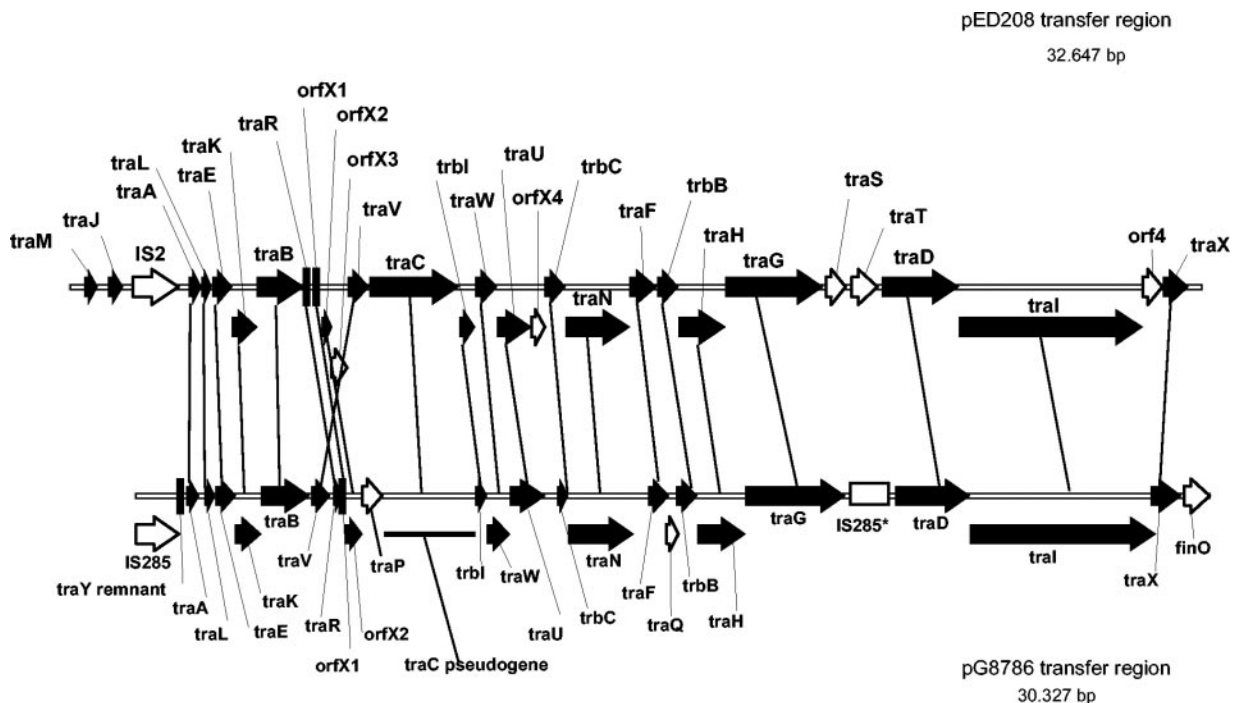 pED208 transfer region
32.647 bp
orfX1
traR
orfX2
traK
traU
traL
traE
orfX3
trbI
trbC
trbB
traS
traA
traV
traW
orfX4
traF
traT
traM
traJ
IS2
traB
traC
traN
traH
traG
traD
orf4
traX
traI
IS285
traB
traP
traG
IS285*
traD
finO
traY remnant
traV
trbI
traW
traN
traF
trbB
traI
traX
traA
traK
traL
traE
traR
orfX2
traU
trbC
traQ
traH
orfX1
traC pseudogene
pG8786 transfer region
30.327 bp